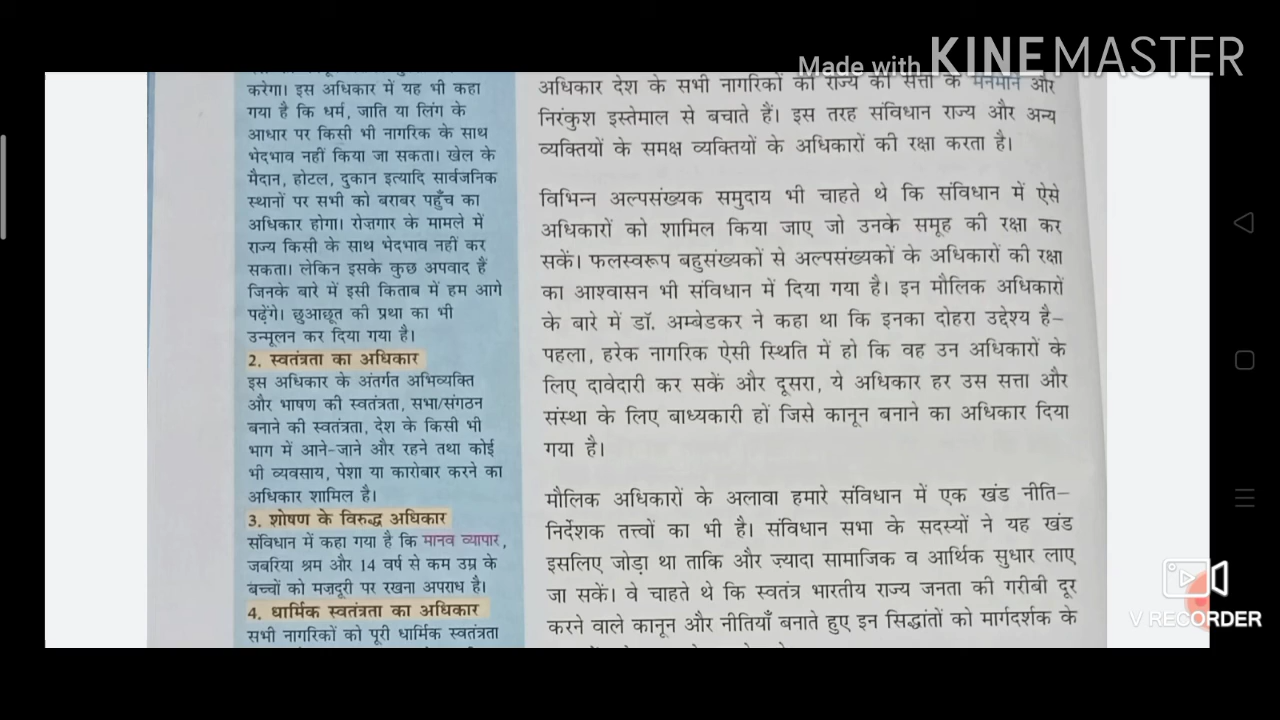 Made with KINEMASTER
करेगा। इस अधिकार में यह भी कहा
गया है कि धर्म, जाति या लिंग के
आधार पर किसी भी नागरिक के साथ
भेदभाव नहीं किया जा सकता। खेल के
मैदान, होटल, दुकान इत्यादि सार्वजनिक
स्थानों पर सभी को बराबर पहुँच का
अधिकार होगा। रोज़गार के मामले में
राज्य किसी के साथ भेदभाव नहीं कर
सकता। लेकिन इसके कुछ अपवाद हैं
जिनके बारे में इसी किताब में हम आगे
पढ़ेंगे। छुआछूत की प्रथा का भी
उन्मूलन कर दिया गया है।
2. स्वतंत्रता का अधिकार
इस अधिकार के अंतर्गत अभिव्यक्ति
और भाषण की स्वतंत्रता, सभा/संगठन
बनाने की स्वतंत्रता, देश के किसी भी
भाग में आने-जाने और रहने तथा कोई
भी व्यवसाय, पेशा या कारोबार करने का
अधिकार शामिल है।
3. शोषण के विरुद्ध अधिकार
संविधान में कहा गया है कि मानव व्यापार,
जबरिया श्रम और 14 वर्ष से कम उम्र के
बच्चों को मज़दूरी पर रखना अपराध है।
4. धार्मिक स्वतंत्रता का अधिकार
सभी नागरिकों को पूरी धार्मिक स्वतंत्रता
अधिकार देश के सभी नागरिकों को राज्य की सत्ता के मनमाने और
निरंकुश इस्तेमाल से बचाते हैं। इस तरह संविधान राज्य और अन्य
व्यक्तियों के समक्ष व्यक्तियों के अधिकारों की रक्षा करता है।
विभिन्न अल्पसंख्यक समुदाय भी चाहते थे कि संविधान में ऐसे
अधिकारों को शामिल किया जाए जो उनके समूह की रक्षा कर
सकें। फलस्वरूप बहुसंख्यकों से अल्पसंख्यकों के अधिकारों की रक्षा
का आश्वासन भी संविधान में दिया गया है। इन मौलिक अधिकारों
के बारे में डॉ. अम्बेडकर ने कहा था कि इनका दोहरा उद्देश्य है–
पहला, हरेक नागरिक ऐसी स्थिति में हो कि वह उन अधिकारों के
लिए दावेदारी कर सकें और दूसरा, ये अधिकार हर उस सत्ता और
संस्था के लिए बाध्यकारी हों जिसे कानून बनाने का अधिकार दिया
गया है।
मौलिक अधिकारों के अलावा हमारे संविधान में एक खंड नीति–
निर्देशक तत्त्वों का भी है। संविधान सभा के सदस्यों ने यह खंड
इसलिए जोड़ा था ताकि और ज़्यादा सामाजिक व आर्थिक सुधार लाए
जा सकें। वे चाहते थे कि स्वतंत्र भारतीय राज्य जनता की गरीबी दूर
करने वाले कानून और नीतियाँ बनाते हुए इन सिद्धांतों को मार्गदर्शक के
V RECORDER